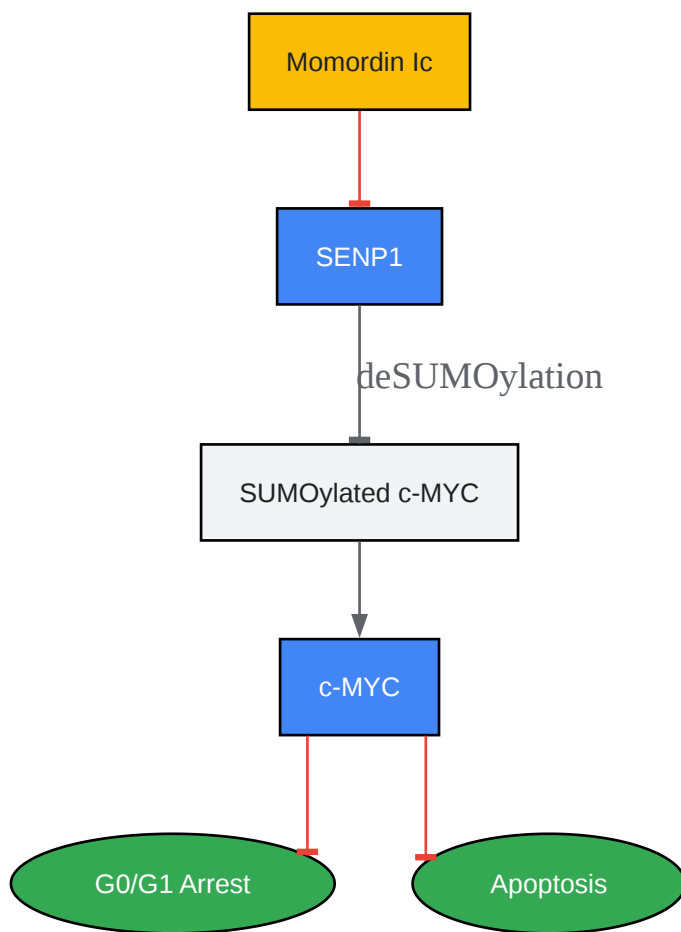 Momordin Ic
SENP1
deSUMOylation
SUMOylated c-MYC
c-MYC
G0/G1 Arrest
Apoptosis